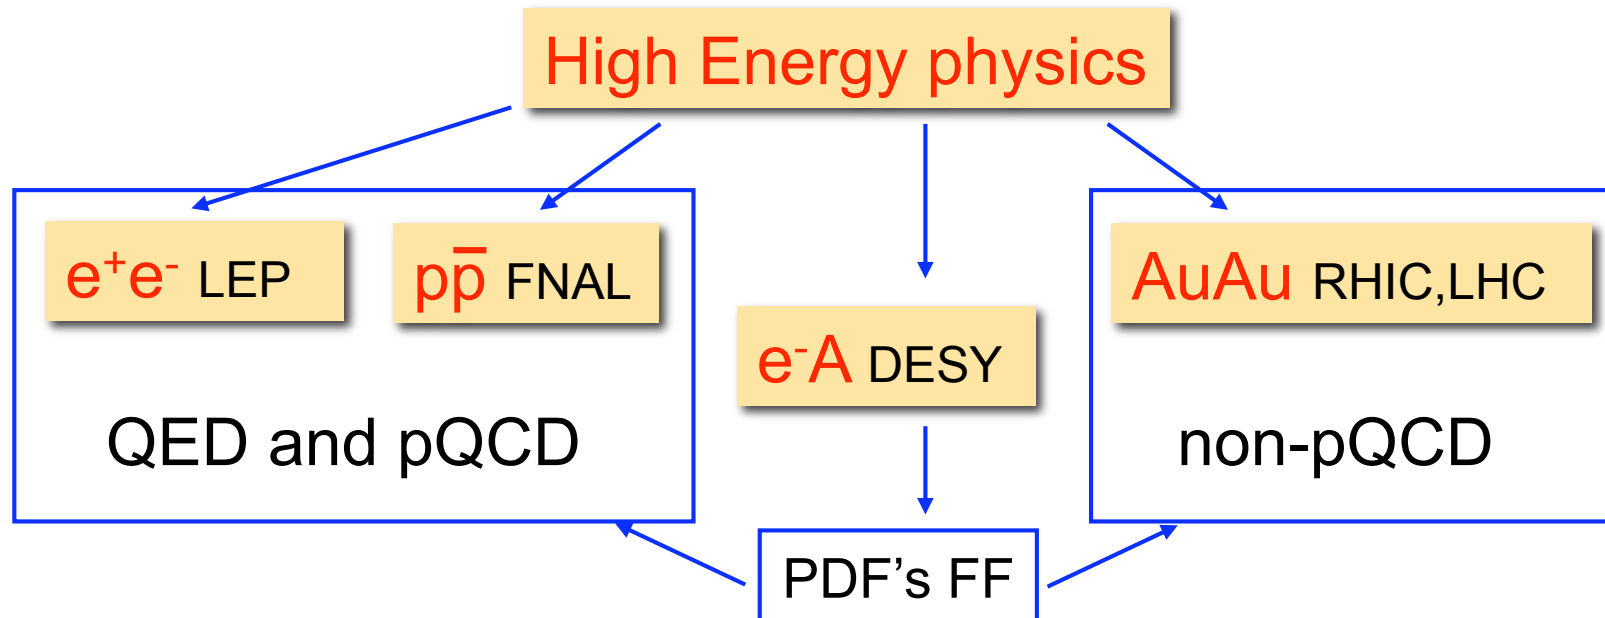 High Energy physics
e⁺e⁻ LEP
pp̅ FNAL
AuAu RHIC,LHC
e⁻A DESY
QED and pQCD
non-pQCD
PDF’s FF